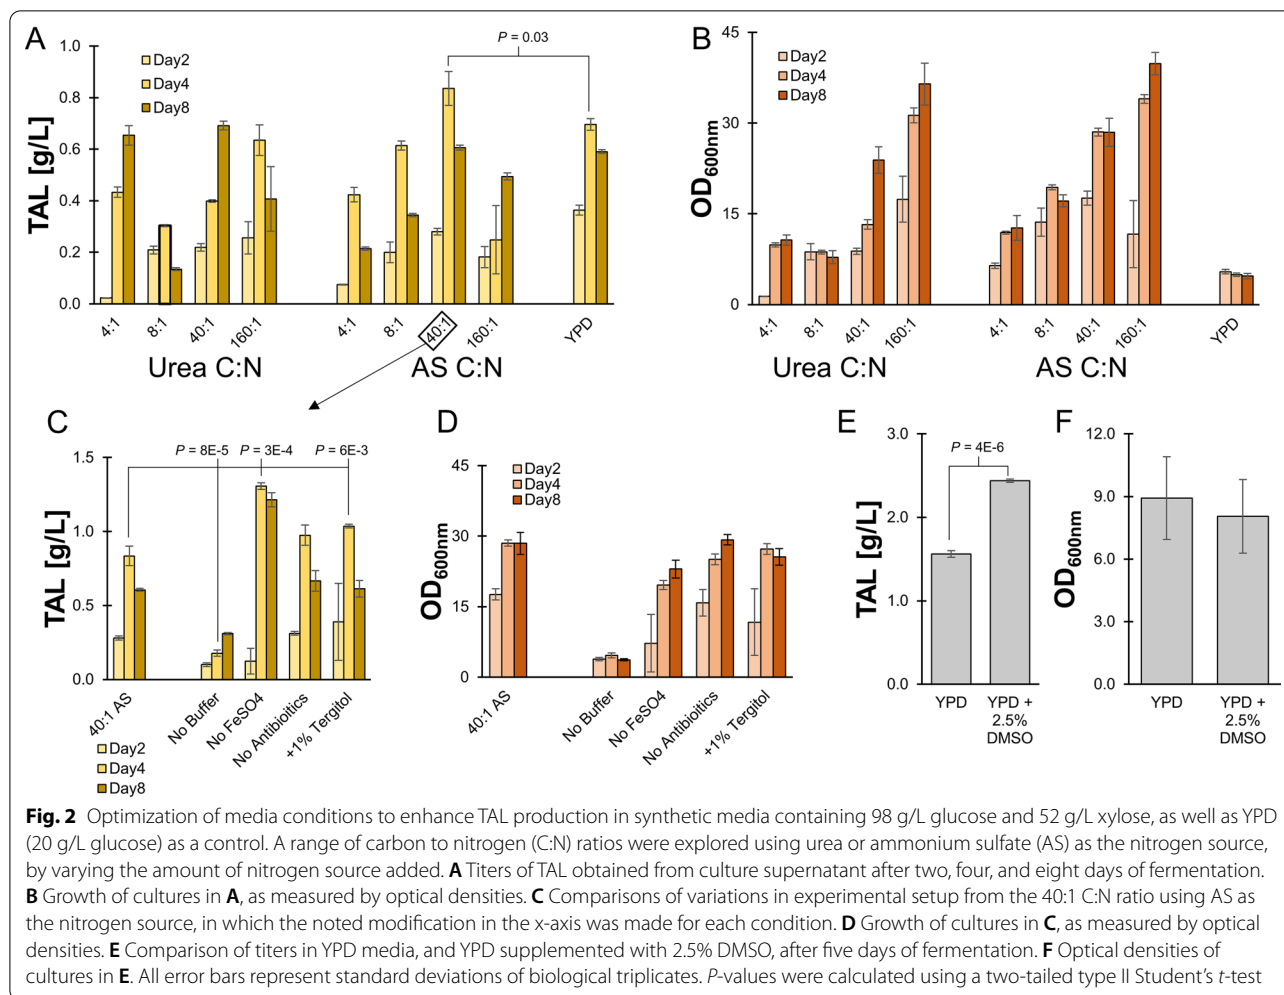 A
P = 0.03
TAL [g/L]
1.0
0.8
0.6
0.4
0.2
0.0
Day2
Day4
Day8
4:1
8:1
40:1
160:1
4:1
8:1
40:1
160:1
YPD
Urea C:N
AS C:N
B
OD600nm
45
30
15
0
Day2
Day4
Day8
4:1
8:1
40:1
160:1
4:1
8:1
40:1
160:1
YPD
Urea C:N
AS C:N
C
P = 8E-5
P = 3E-4
P = 6E-3
TAL [g/L]
1.5
1.0
0.5
0.0
40:1 AS
No Buffer
No FeSO4
No Antibioitics
+1% Tergitol
Day2
Day4
Day8
D
OD600nm
45
30
15
0
Day2
Day4
Day8
40:1 AS
No Buffer
No FeSO4
No Antibioitics
+1% Tergitol
E
TAL [g/L]
3.0
2.0
1.0
0.0
P = 4E-6
YPD
YPD +
2.5%
DMSO
F
OD600nm
12.0
9.0
6.0
3.0
0.0
YPD
YPD +
2.5%
DMSO
Fig. 2 Optimization of media conditions to enhance TAL production in synthetic media containing 98 g/L glucose and 52 g/L xylose, as well as YPD
(20 g/L glucose) as a control. A range of carbon to nitrogen (C:N) ratios were explored using urea or ammonium sulfate (AS) as the nitrogen source,
by varying the amount of nitrogen source added. A Titers of TAL obtained from culture supernatant after two, four, and eight days of fermentation.
B Growth of cultures in A, as measured by optical densities. C Comparisons of variations in experimental setup from the 40:1 C:N ratio using AS as
the nitrogen source, in which the noted modification in the x-axis was made for each condition. D Growth of cultures in C, as measured by optical
densities. E Comparison of titers in YPD media, and YPD supplemented with 2.5% DMSO, after five days of fermentation. F Optical densities of
cultures in E. All error bars represent standard deviations of biological triplicates. P-values were calculated using a two-tailed type II Student's t-test